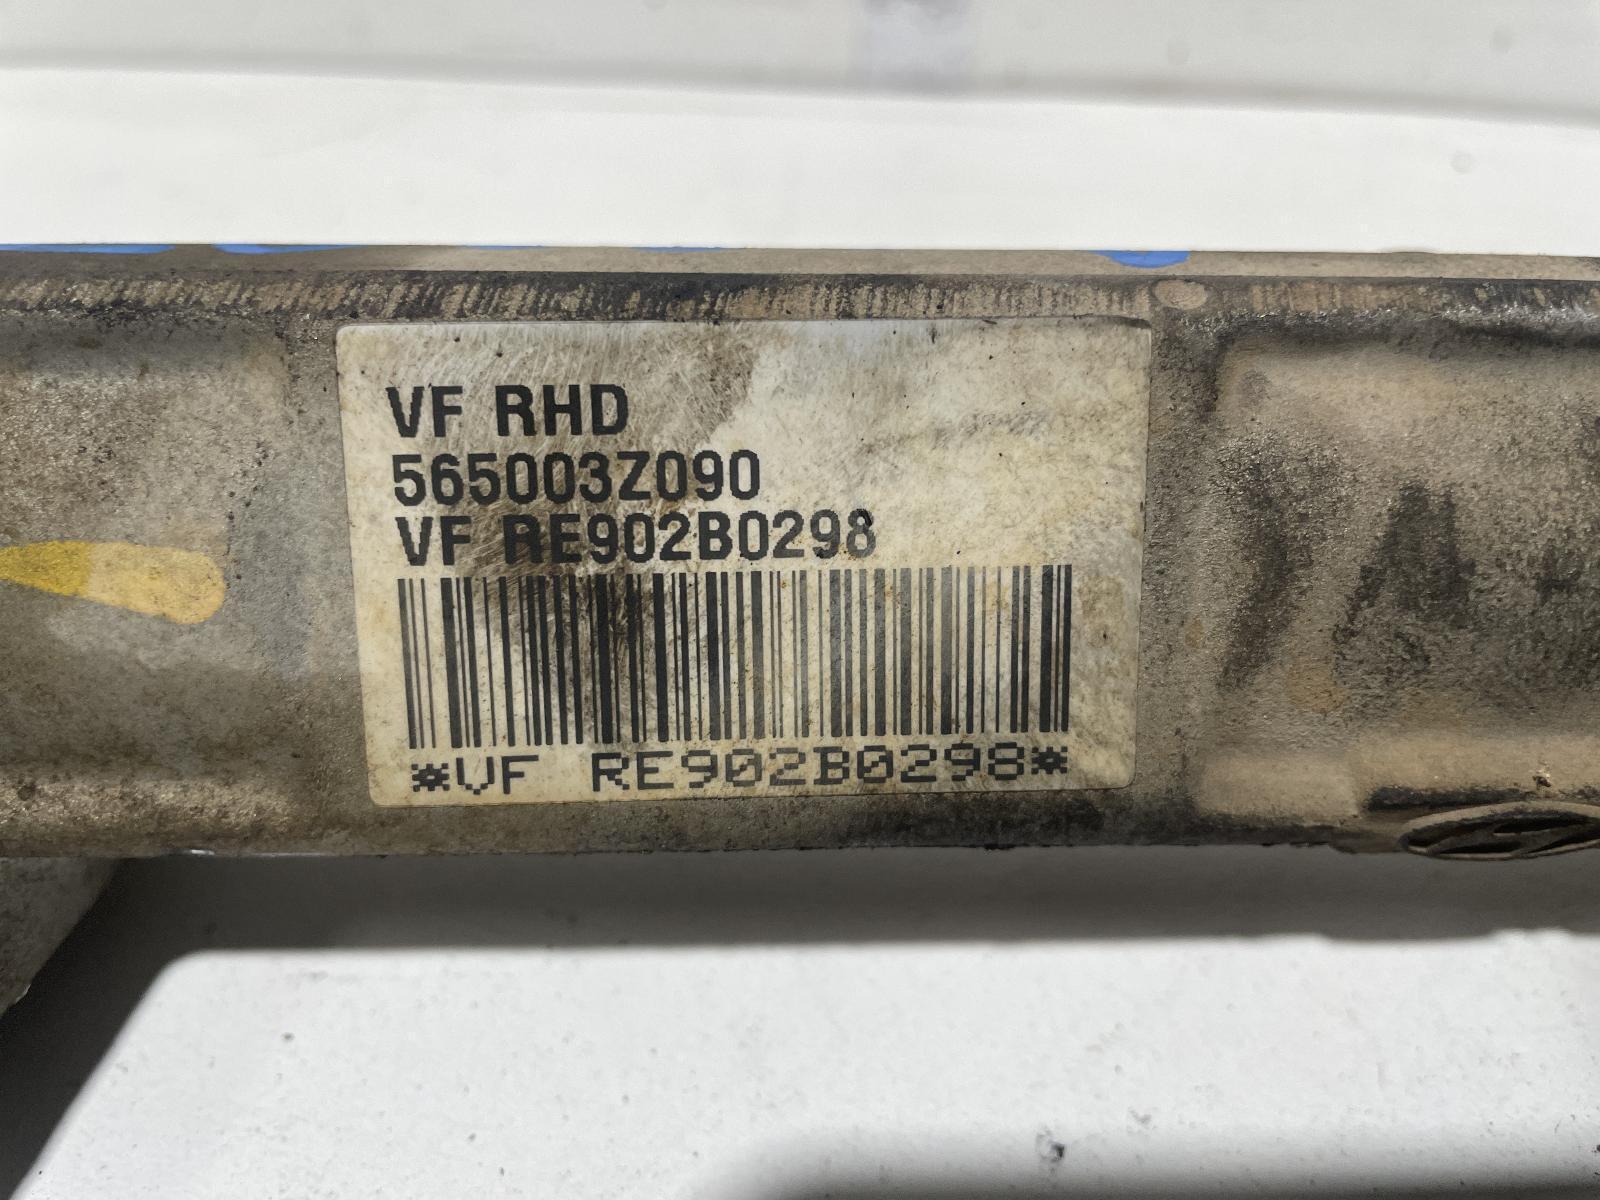 VF RHD
565003Z090
VF RE902B0298
*VF RE902B0298*